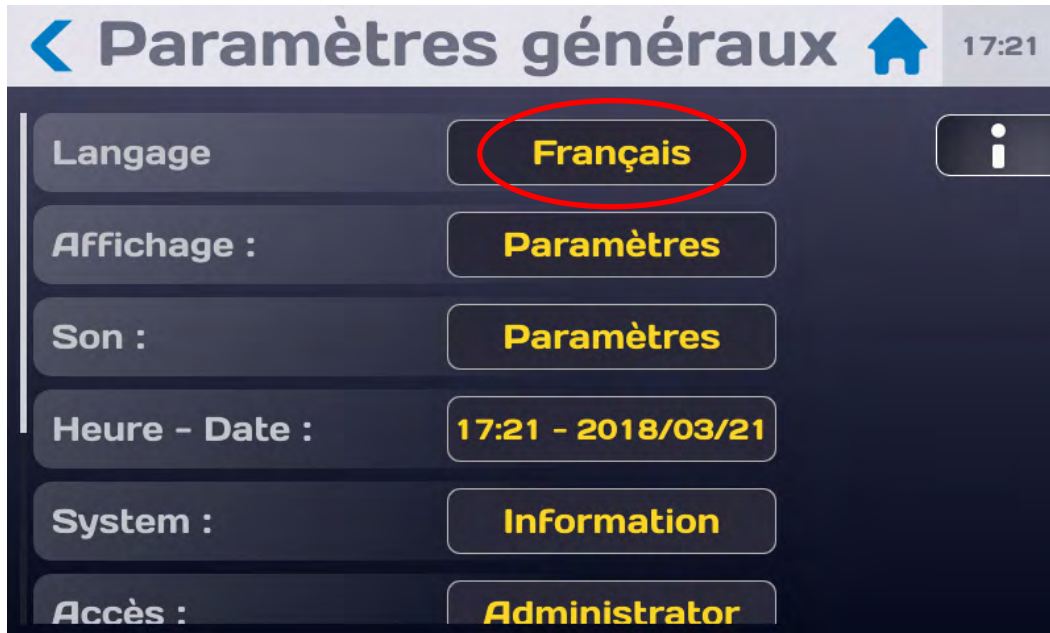 Paramètres généraux 17:21
Langage Français
Affichage : Paramètres
Son : Paramètres
Heure - Date : 17:21 - 2018/03/21
System : Information
Accès : Administrator